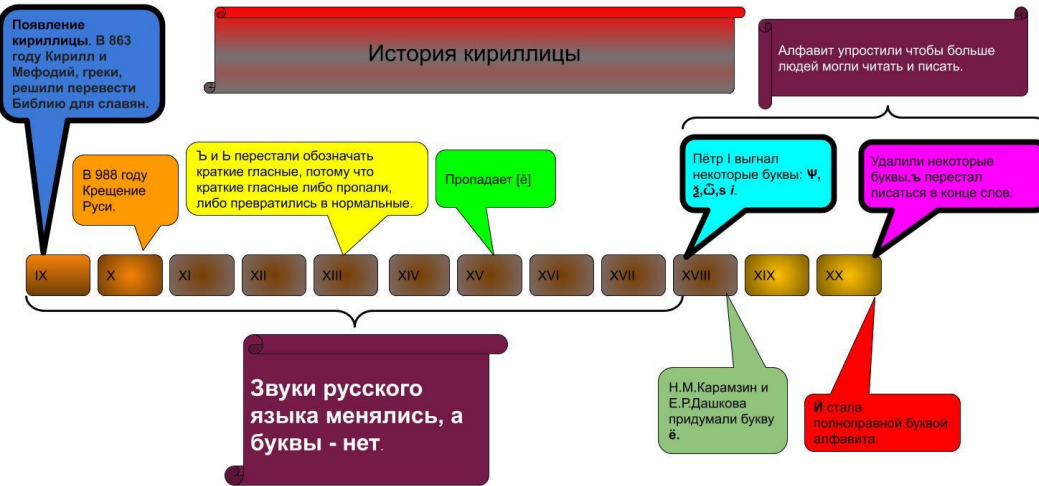 Появление
кириллицы. В 863
году Кирилл и
Мефодий, греки,
решили перевести
Библию для славян.
История кириллицы
Алфавит упростили чтобы больше
людей могли читать и писать.
В 988 году
Крещение
Руси.
Ъ и Ь перестали обозначать
краткие гласные, потому что
краткие гласные либо пропали,
либо превратились в нормальные.
Пропадает [ê]
Пётр I выгнал
некоторые буквы: Ψ,
ѯ,ѽ,s i.
Удалили некоторые
буквы,ъ перестал
писаться в конце слов.
IX
X
XI
XII
XIII
XIV
XV
XVI
XVII
XVIII
XIX
XX
Звуки русского
языка менялись, а
буквы - нет.
Н.М.Карамзин и
Е.Р.Дашкова
придумали букву
ё.
Й стала
полноправной буквой
алфавита.